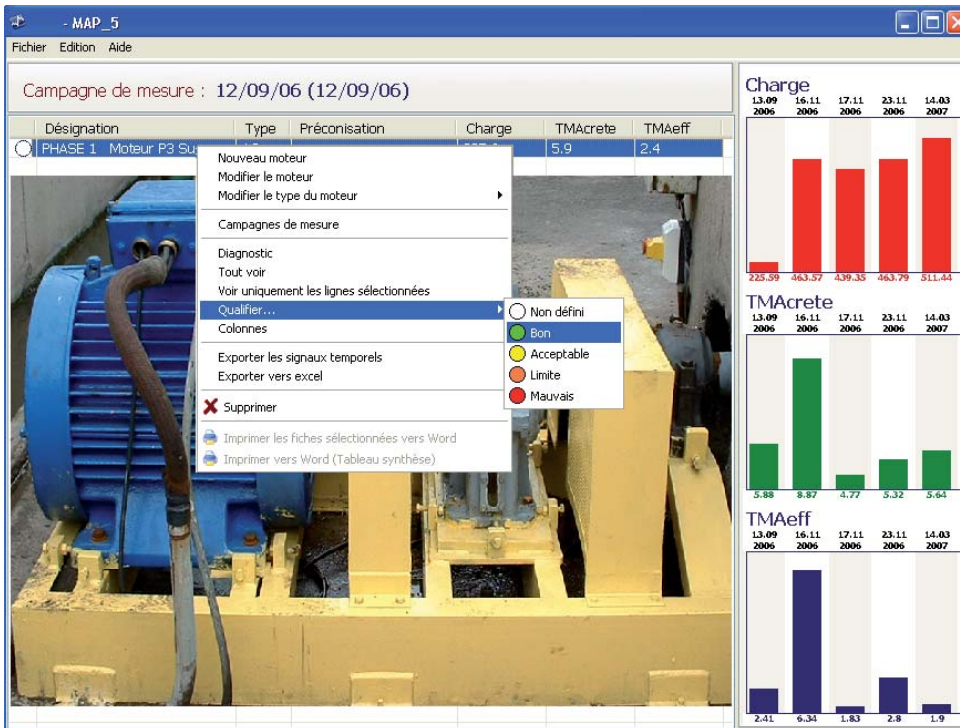 - MAP_5
Fichier Edition Aide
Campagne de mesure : 12/09/06 (12/09/06)
Désignation Type Préconisation Charge TMAcrete TMAeff
PHASE 1 Moteur P3 Su 5.9 2.4
Nouveau moteur
Modifier le moteur
Modifier le type du moteur
Campagnes de mesure
Diagnostic
Tout voir
Voir uniquement les lignes sélectionnées
Qualifier...
Colonnes
Exporter les signaux temporels
Exporter vers excel
Supprimer
Imprimer les fiches sélectionnées vers Word
Imprimer vers Word (Tableau synthèse)
Non défini
Bon
Acceptable
Limite
Mauvais
Charge
13.09 16.11 17.11 23.11 14.03
2006 2006 2006 2006 2007
225.59 463.57 439.35 463.79 511.44
TMAcrete
13.09 16.11 17.11 23.11 14.03
2006 2006 2006 2006 2007
5.88 8.87 4.77 5.32 5.64
TMAeff
13.09 16.11 17.11 23.11 14.03
2006 2006 2006 2006 2007
2.41 6.34 1.83 2.8 1.9